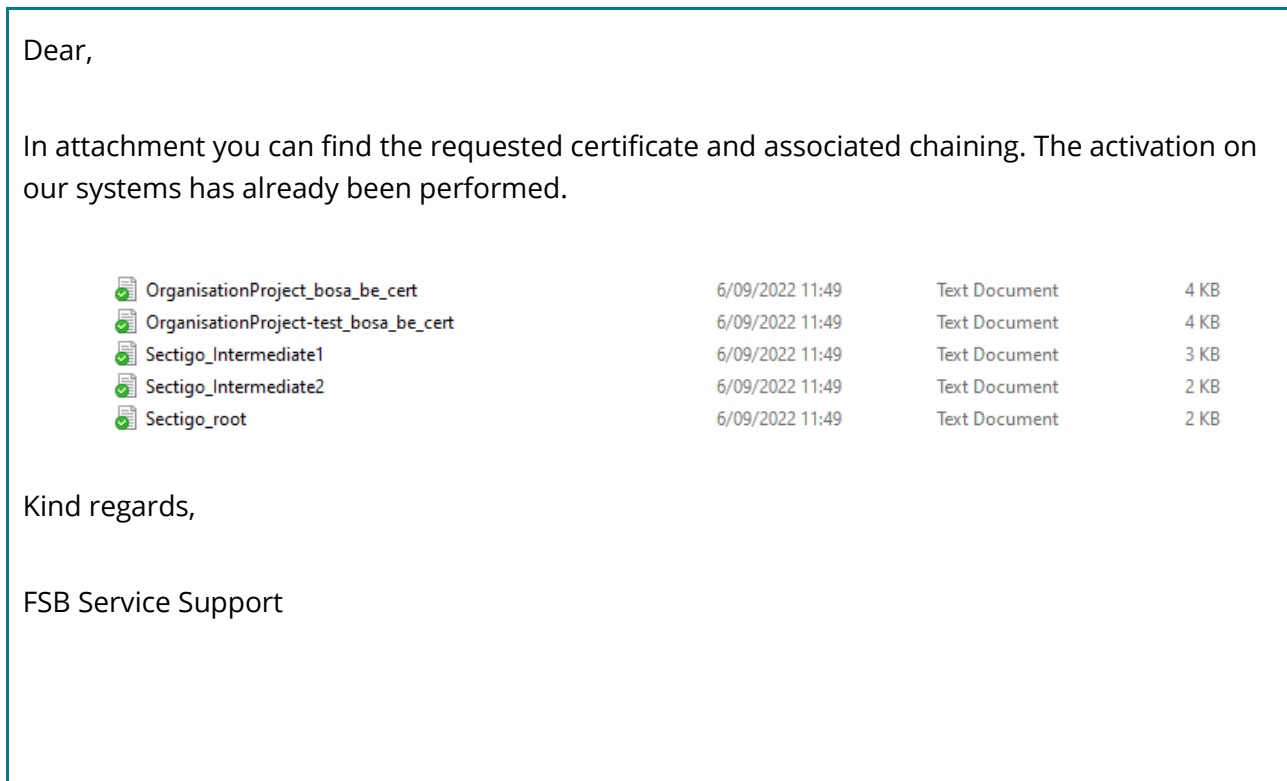 Dear,
In attachment you can find the requested certificate and associated chaining. The activation on
our systems has already been performed.
OrganisationProject_bosa_be_cert 6/09/2022 11:49 Text Document 4 KB
OrganisationProject-test_bosa_be_cert 6/09/2022 11:49 Text Document 4 KB
Sectigo_Intermediate1 6/09/2022 11:49 Text Document 3 KB
Sectigo_Intermediate2 6/09/2022 11:49 Text Document 2 KB
Sectigo_root 6/09/2022 11:49 Text Document 2 KB
Kind regards,
FSB Service Support